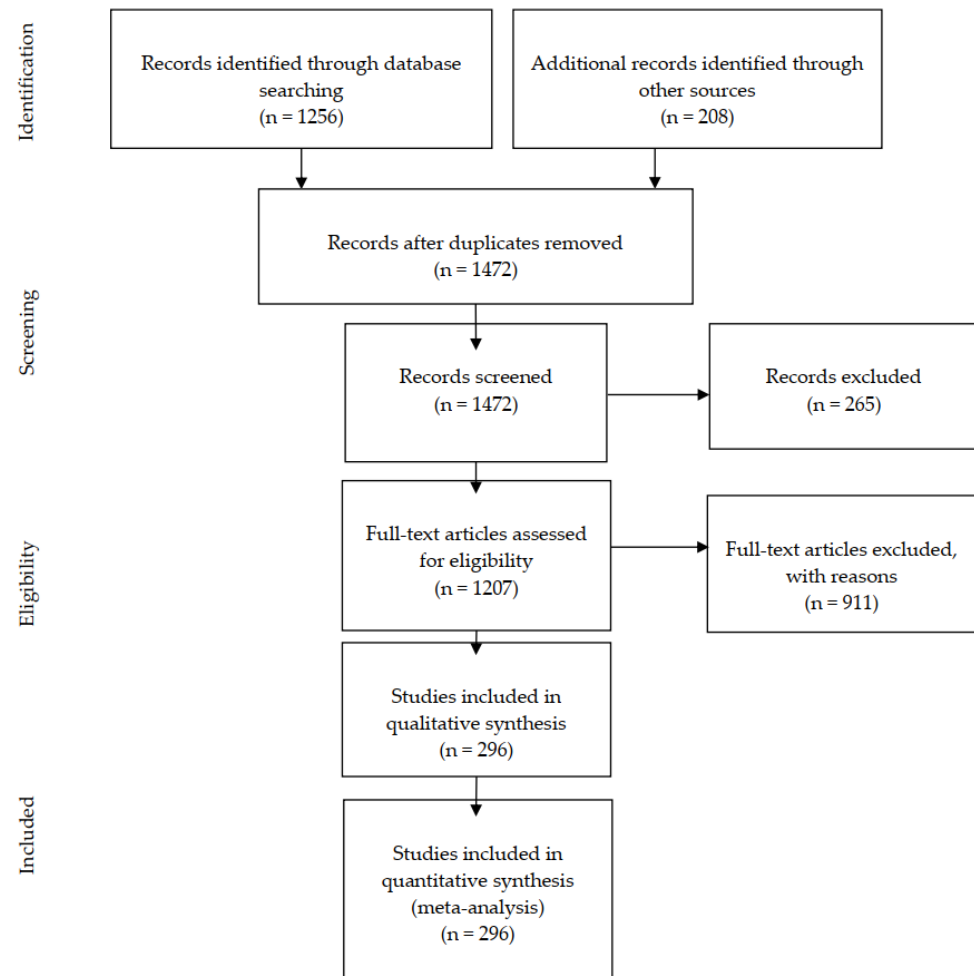 Identification
Records identified through database
searching
(n = 1256)
Additional records identified through
other sources
(n = 208)
Records after duplicates removed
(n = 1472)
Screening
Records screened
(n = 1472)
Records excluded
(n = 265)
Eligibility
Full-text articles assessed
for eligibility
(n = 1207)
Full-text articles excluded,
with reasons
(n = 911)
Studies included in
qualitative synthesis
(n = 296)
Included
Studies included in
quantitative synthesis
(meta-analysis)
(n = 296)